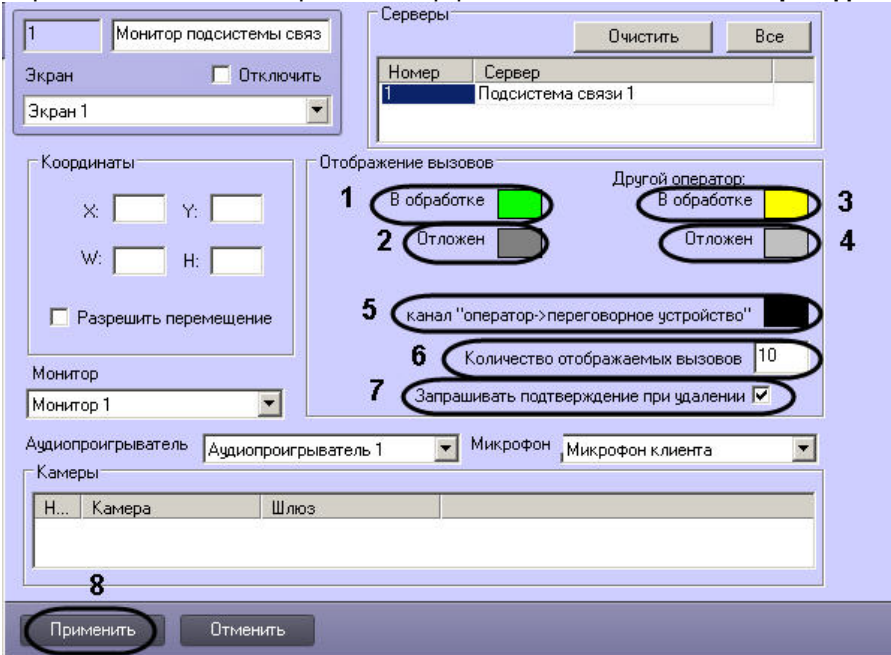 1 Монитор подсистемы связ
Экран Отключить
Экран 1
Серверы
Очистить Все
Номер Сервер
1 Подсистема связи 1
Координаты
X: Y:
W: H:
Разрешить перемещение
Монитор
Монитор 1
Отображение вызовов
Другой оператор:
1 В обработке В обработке 3
2 Отложен Отложен 4
5 канал "оператор->переговорное устройство"
6 Количество отображаемых вызовов 10
7 Запрашивать подтверждение при удалении
Аудиопроигрыватель Аудиопроигрыватель 1 Микрофон Микрофон клиента
Камеры
Н... Камера Шлюз
8
Применить Отменить